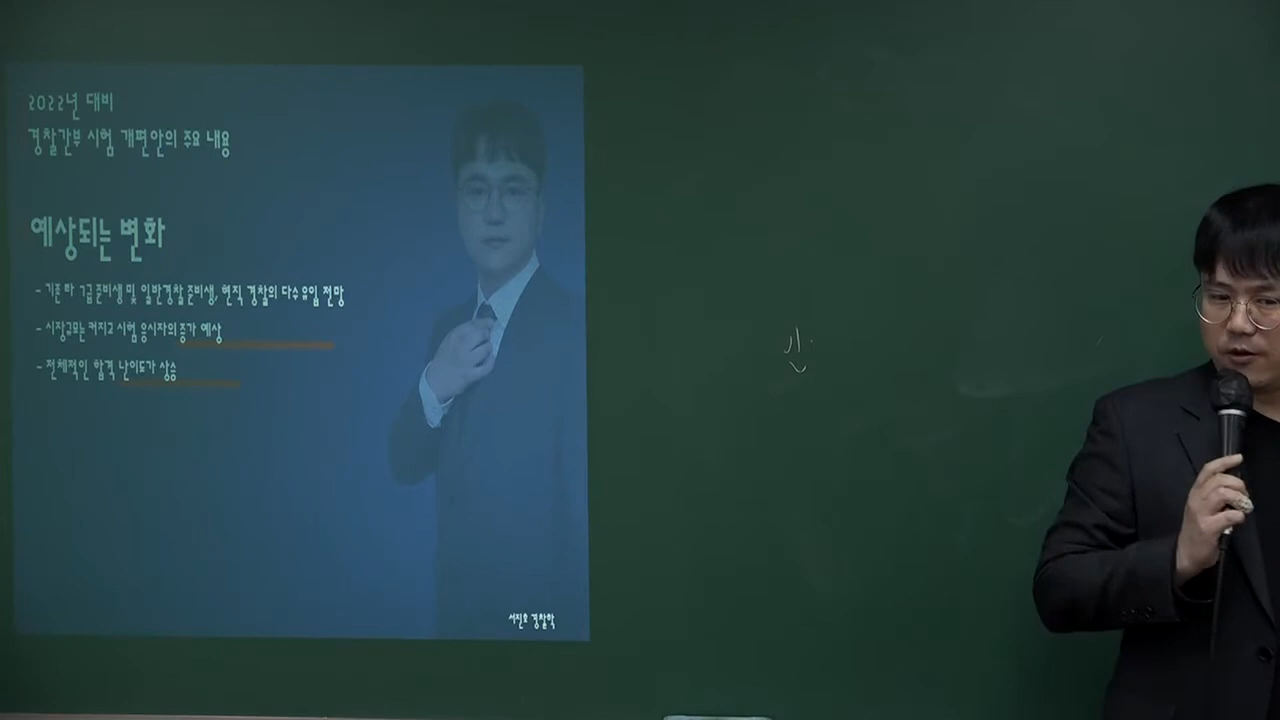 2022년 대비
경찰간부 시험 개편안의 주요 내용
예상되는 변화
- 기존 타 7급준비생 및 일반경찰 준비생, 현직 경찰의 다수유입 전망
- 시장규모는 커지고 시험 응시자의 증가 예상
- 전체적인 합격 난이도가 상승
서진호 경찰학